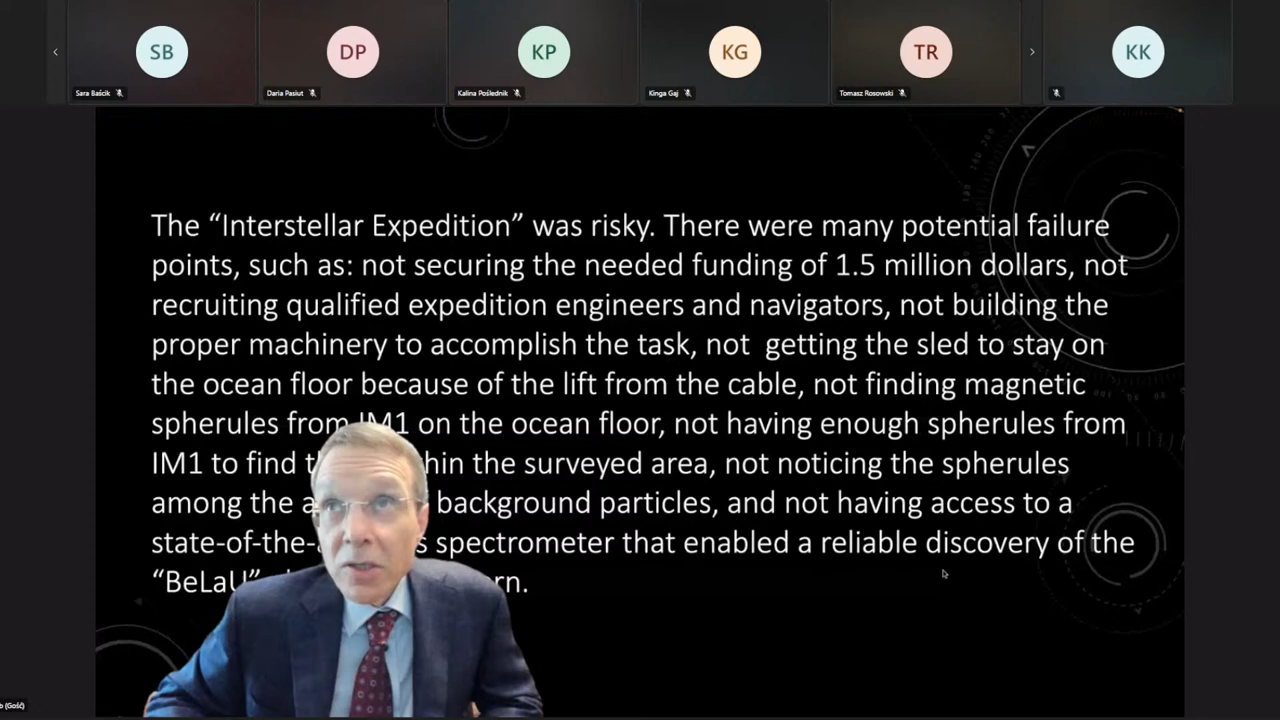 SB
DP
KP
KG
TR
KK
Sara Baścik
Daria Pasiut
Kalina Poślednik
Kinga Gaj
Tomasz Rosowski
The “Interstellar Expedition” was risky. There were many potential failure
points, such as: not securing the needed funding of 1.5 million dollars, not
recruiting qualified expedition engineers and navigators, not building the
proper machinery to accomplish the task, not getting the sled to stay on
the ocean floor because of the lift from the cable, not finding magnetic
spherules from IM1 on the ocean floor, not having enough spherules from
IM1 to find the surveyed area, not noticing the spherules
among the background particles, and not having access to a
state-of-the- spectrometer that enabled a reliable discovery of the
“BeLaU”
(Gość)